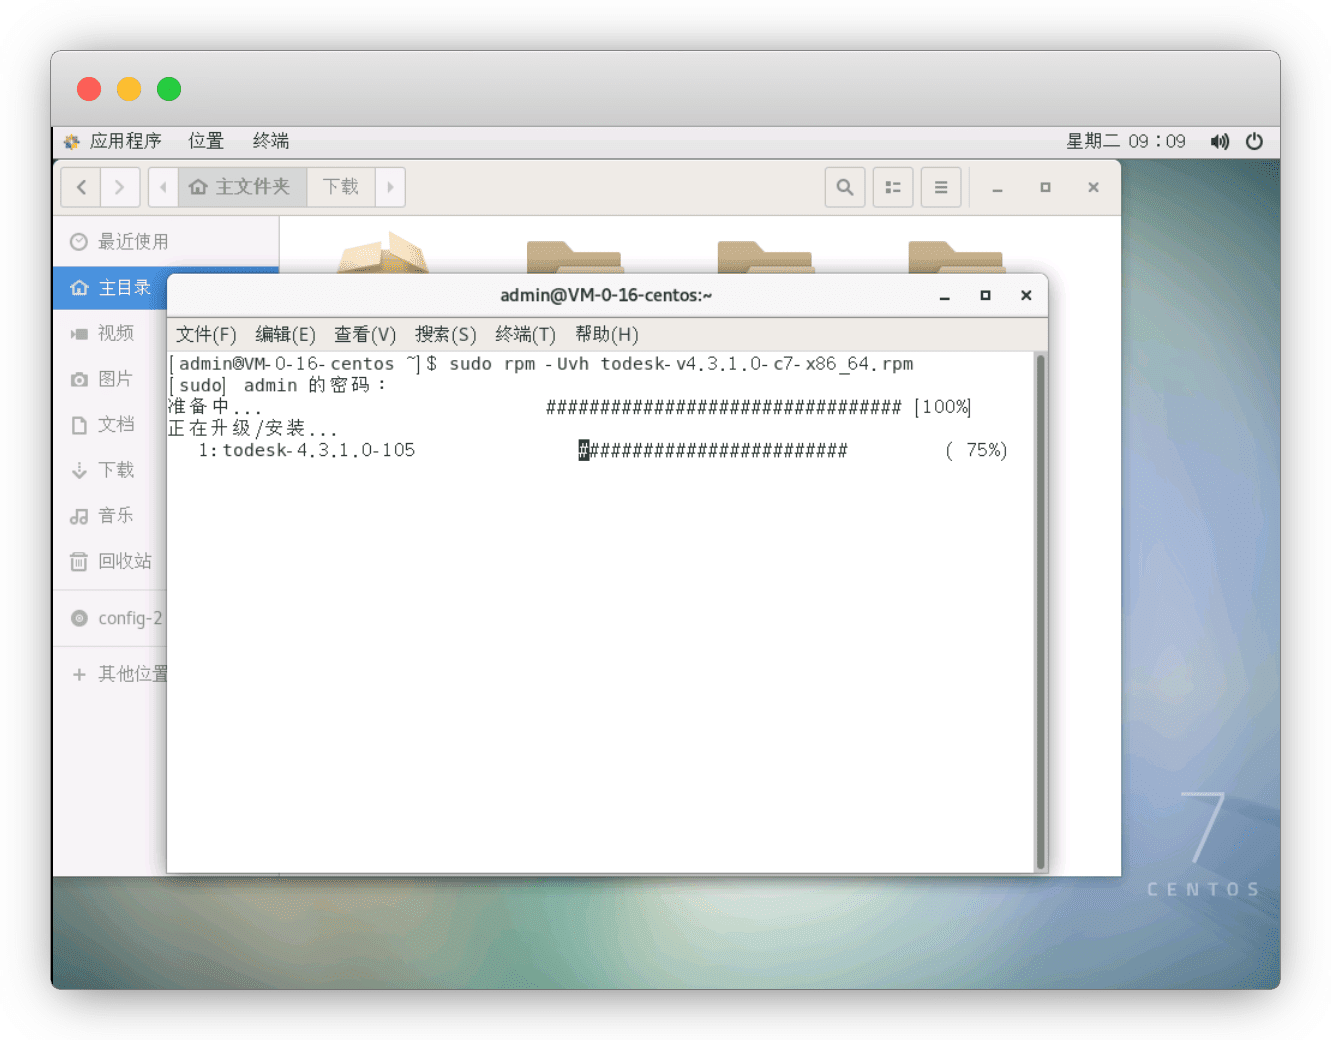 应用程序 位置 终端 星期二 09：09
主文件夹 下载
最近使用
主目录
视频
图片
文档
下载
音乐
回收站
config-2
其他位置
admin@VM-0-16-centos:~
文件(F) 编辑(E) 查看(V) 搜索(S) 终端(T) 帮助(H)
[admin@VM-0-16-centos ~]$ sudo rpm -Uvh todesk-v4.3.1.0-c7-x86_64.rpm
[sudo] admin 的密码：
准备中... ################################# [100%]
正在升级/安装...
1:todesk-4.3.1.0-105 ######################### ( 75%)
7
CENTOS